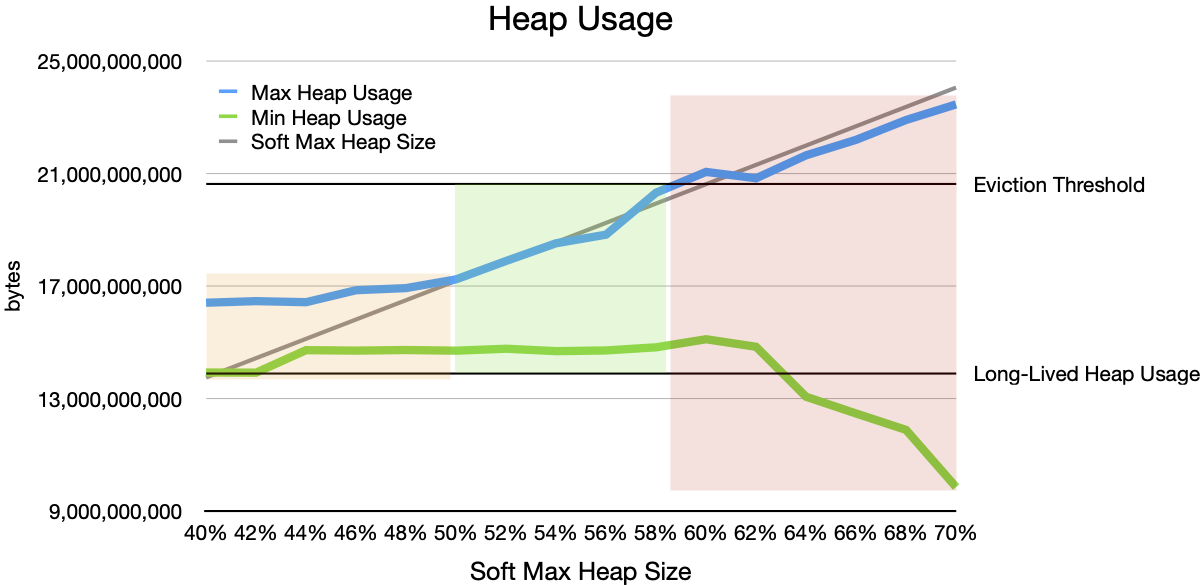 Heap Usage
25,000,000,000
Max Heap Usage
Min Heap Usage
Soft Max Heap Size
21,000,000,000
Eviction Threshold
bytes
17,000,000,000
Long-Lived Heap Usage
13,000,000,000
9,000,000,000
40% 42% 44% 46% 48% 50% 52% 54% 56% 58% 60% 62% 64% 66% 68% 70%
Soft Max Heap Size